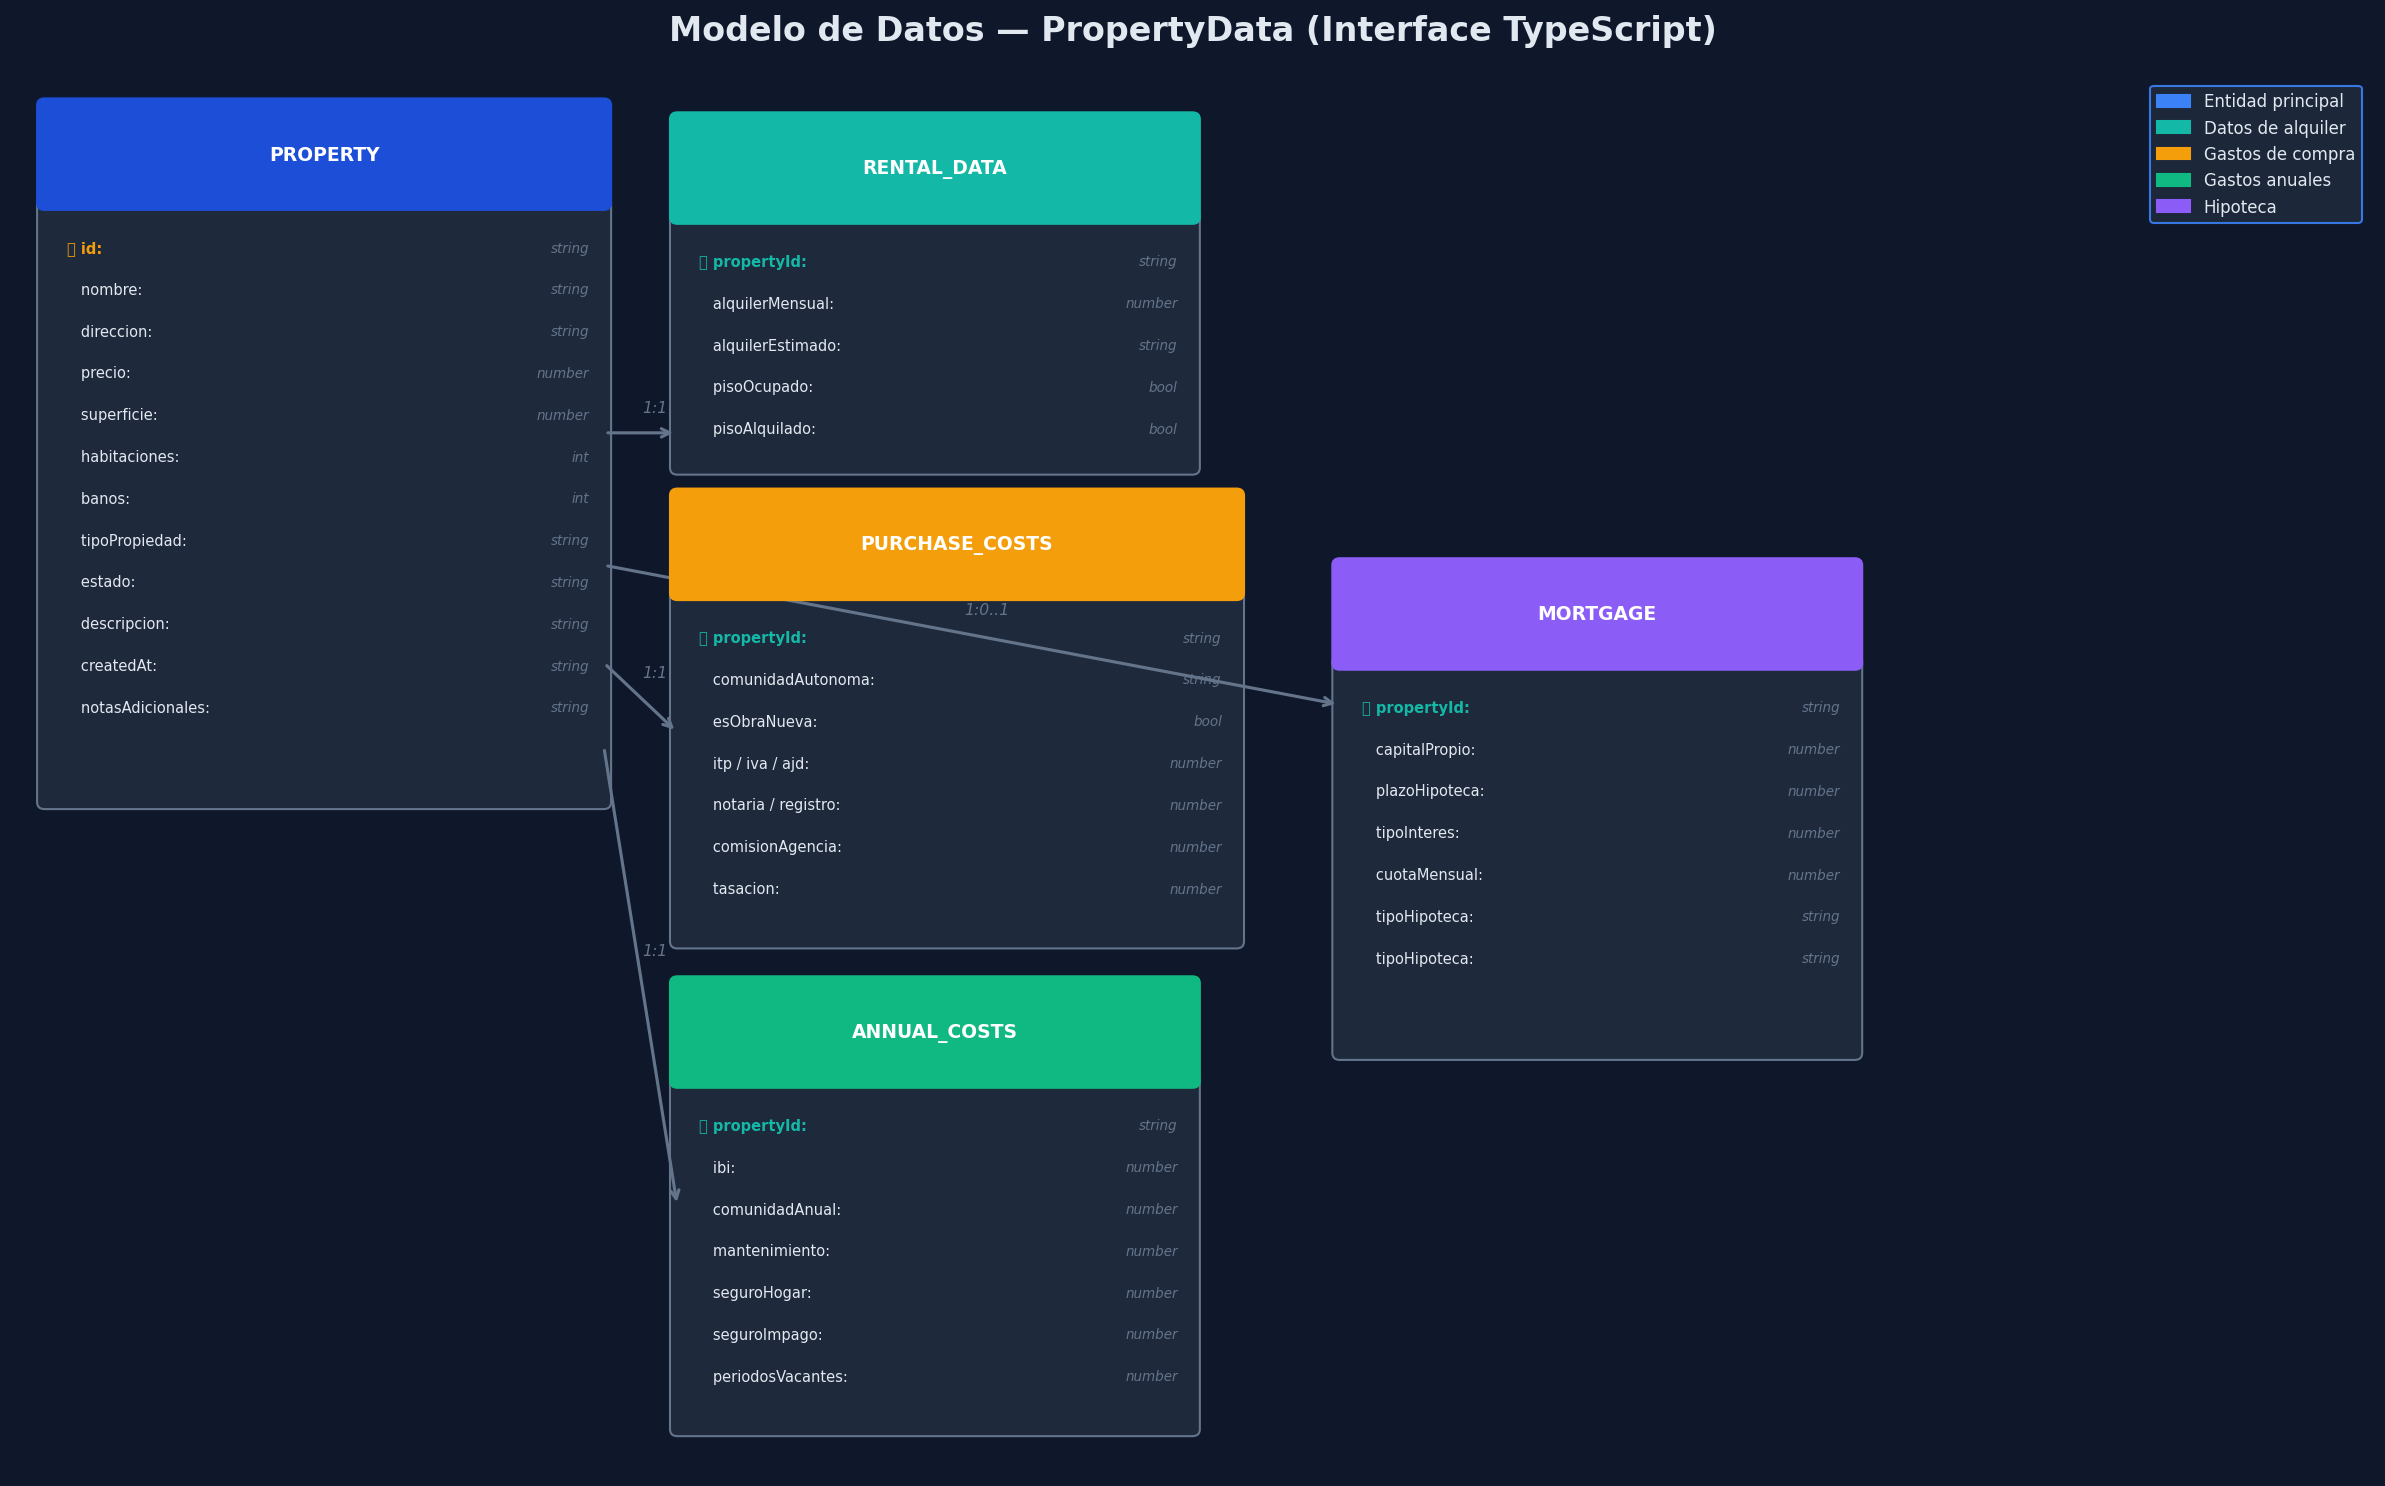 Modelo de Datos — PropertyData (Interface TypeScript)
PROPERTY
id: string
nombre: string
direccion: string
precio: number
superficie: number
habitaciones: int
banos: int
tipoPropiedad: string
estado: string
descripcion: string
createdAt: string
notasAdicionales: string
1:1
1:1
1:1
1:0..1
RENTAL_DATA
propertyId: string
alquilerMensual: number
alquilerEstimado: string
pisoOcupado: bool
pisoAlquilado: bool
PURCHASE_COSTS
propertyId: string
comunidadAutonoma: string
esObraNueva: bool
itp / iva / ajd: number
notaria / registro: number
comisionAgencia: number
tasacion: number
ANNUAL_COSTS
propertyId: string
ibi: number
comunidadAnual: number
mantenimiento: number
seguroHogar: number
seguroImpago: number
periodosVacantes: number
MORTGAGE
propertyId: string
capitalPropio: number
plazoHipoteca: number
tipoInteres: number
cuotaMensual: number
tipoHipoteca: string
tipoHipoteca: string
Entidad principal
Datos de alquiler
Gastos de compra
Gastos anuales
Hipoteca